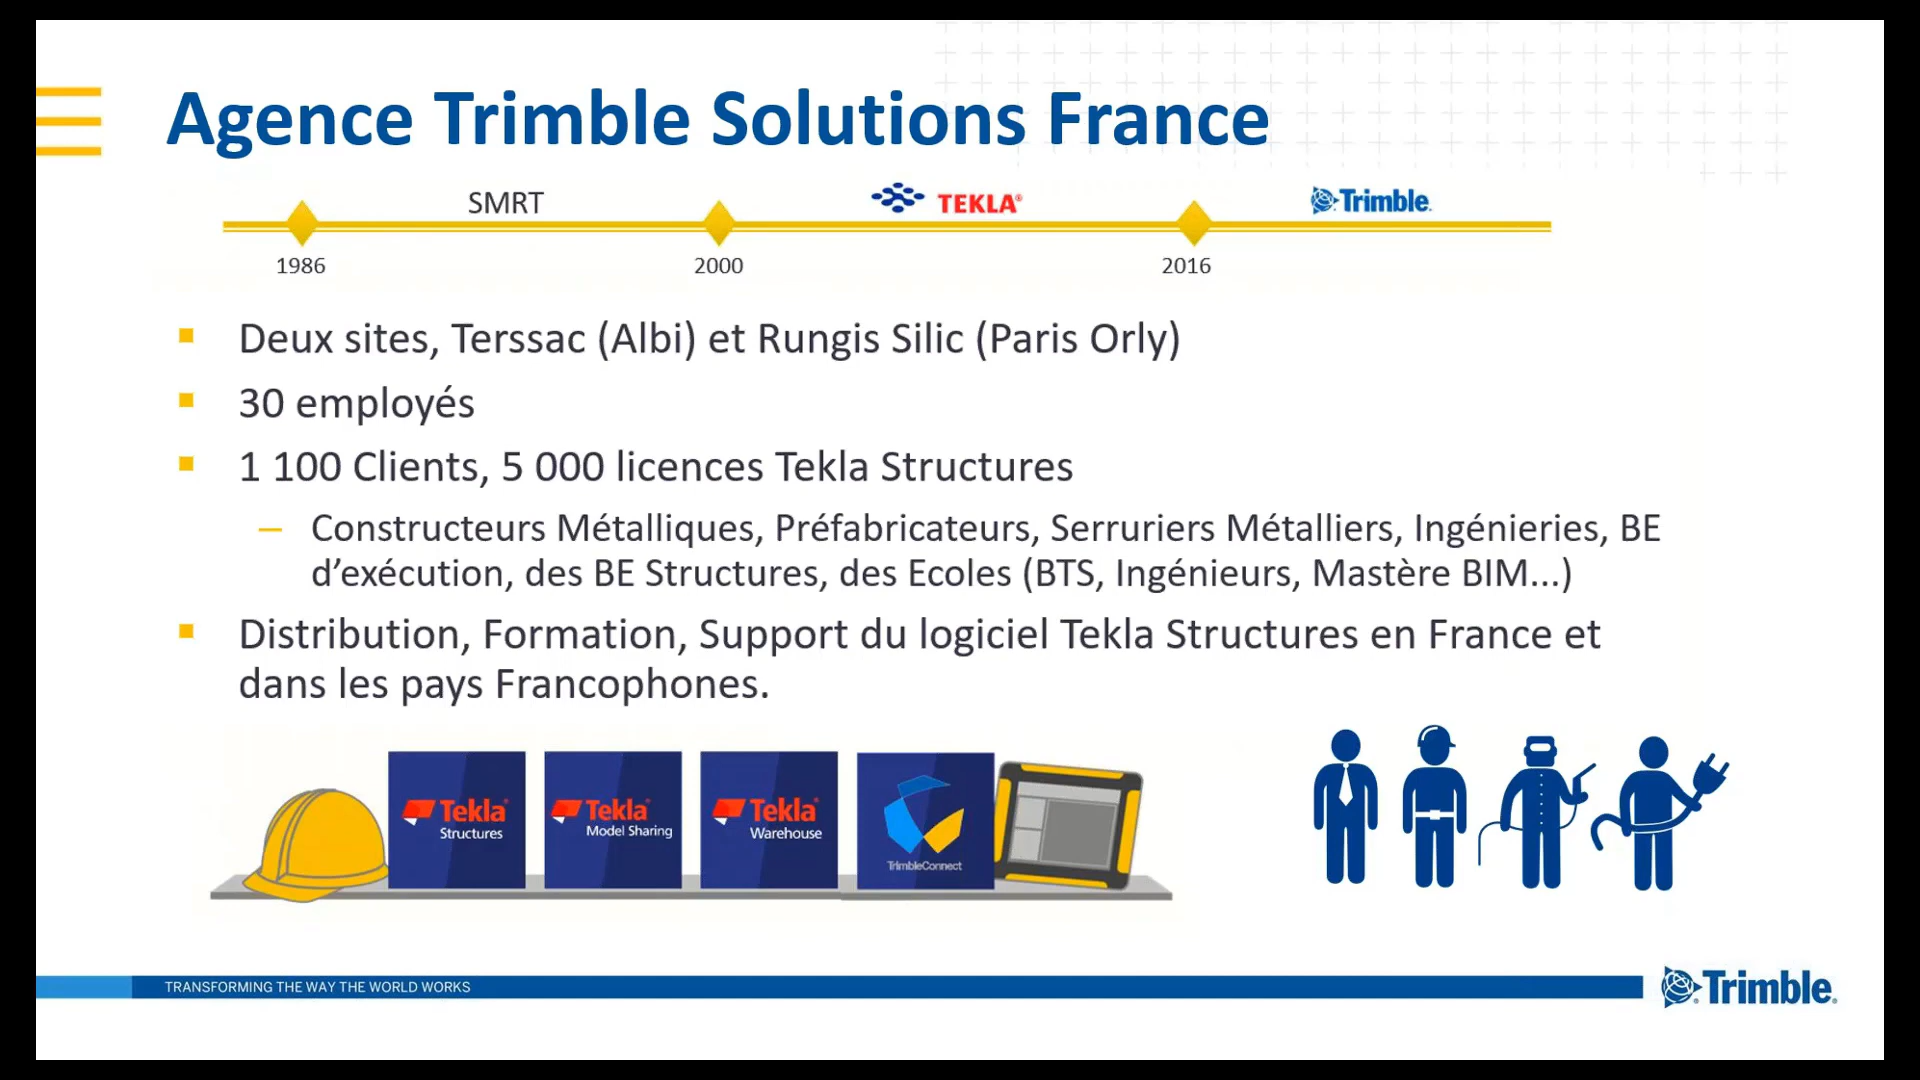 Agence Trimble Solutions France
SMRT
TEKLA®
Trimble.
1986
2000
2016
Deux sites, Terssac (Albi) et Rungis Silic (Paris Orly)
30 employés
1 100 Clients, 5 000 licences Tekla Structures
– Constructeurs Métalliques, Préfabricateurs, Serruriers Métalliers, Ingénieries, BE
d’exécution, des BE Structures, des Ecoles (BTS, Ingénieurs, Mastère BIM...)
Distribution, Formation, Support du logiciel Tekla Structures en France et
dans les pays Francophones.
Tekla®
Structures
Tekla®
Model Sharing
Tekla®
Warehouse
TrimbleConnect
TRANSFORMING THE WAY THE WORLD WORKS
Trimble.